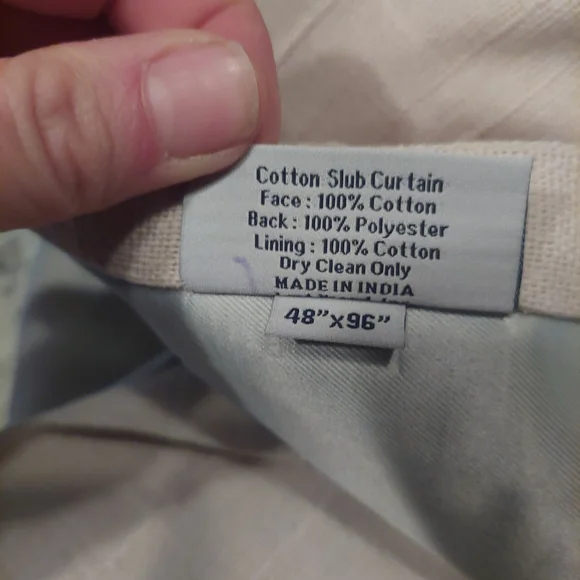 Cotton Slub Curtain
Face : 100% Cotton
Back : 100% Polyester
Lining : 100% Cotton
Dry Clean Only
MADE IN INDIA
48”x96”